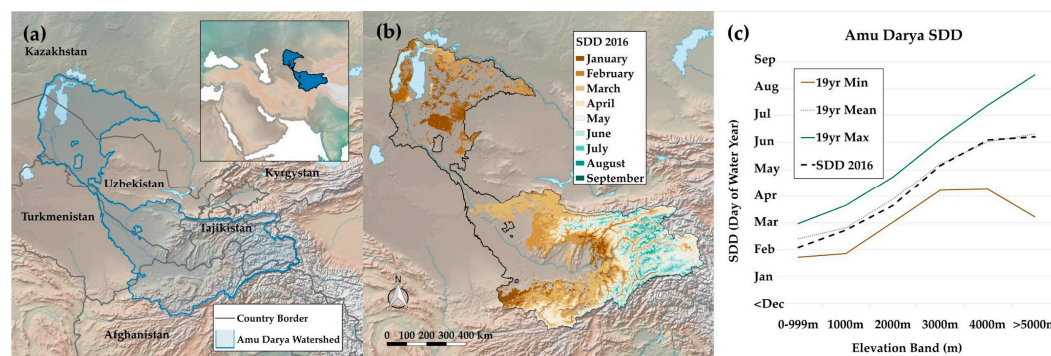 (a)
Kazakhstan
Uzbekistan
Kyrgystan
Turkmenistan
Tajikistan
Afghanistan
Country Border
Amu Darya Watershed
(b)
SDD 2016
January
February
March
April
May
June
July
August
September
N
0 100 200 300 400 km
(c)
Amu Darya SDD
SDD (Day of Water Year)
Sep
Aug
Jul
Jun
May
Apr
Mar
Feb
Jan
<Dec
19yr Min
19yr Mean
19yr Max
SDD 2016
0-999m 1000m 2000m 3000m 4000m >5000m
Elevation Band (m)